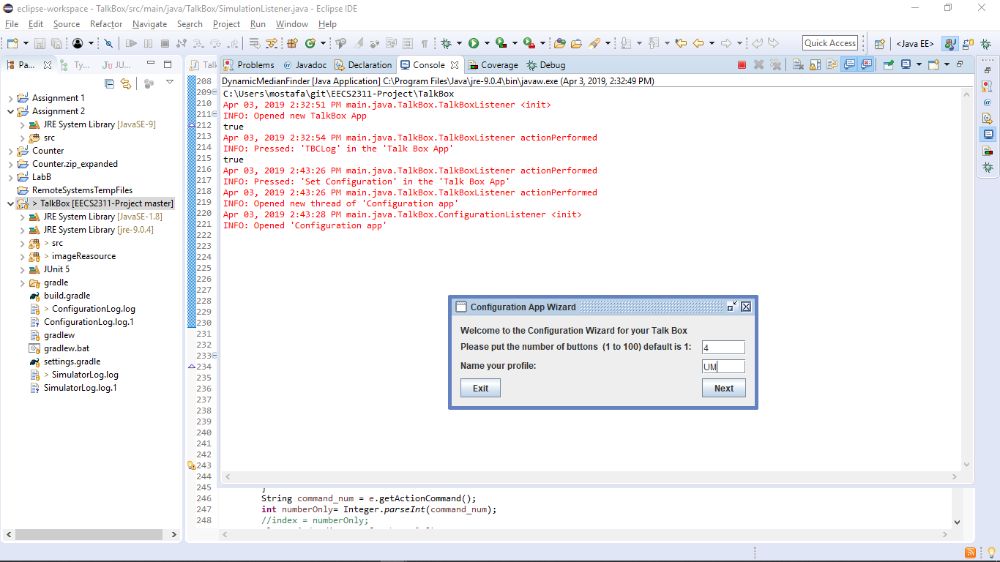 eclipse-workspace - TalkBox/src/main/java/TalkBox/SimulationListener.java - Eclipse IDE
File Edit Source Refactor Navigate Search Project Run Window Help
Quick Access
<Java EE>
Pa... Ty... JU...
Assignment 1
Assignment 2
JRE System Library [JavaSE-9]
src
Counter
Counter.zip_expanded
LabB
RemoteSystemsTempFiles
> TalkBox [EECS2311-Project master]
JRE System Library [JavaSE-1.8]
JRE System Library [jre-9.0.4]
> src
> imageReasource
JUnit 5
gradle
build.gradle
> ConfigurationLog.log
ConfigurationLog.log.1
gradlew
gradlew.bat
settings.gradle
> SimulatorLog.log
SimulatorLog.log.1
Talk
208
209
210
211
212
213
214
215
216
217
218
219
220
221
222
223
224
225
226
227
228
229
230
231
232
233
234
235
236
237
238
239
240
241
242
243
244
245
246
247
248
Problems @ Javadoc Declaration Console Coverage Debug
DynamicMedianFinder [Java Application] C:\Program Files\Java\jre-9.0.4\bin\javaw.exe (Apr 3, 2019, 2:32:49 PM)
C:\Users\mostafa\git\EECS2311-Project\TalkBox
Apr 03, 2019 2:32:51 PM main.java.TalkBox.TalkBoxListener <init>
INFO: Opened new TalkBox App
true
Apr 03, 2019 2:32:54 PM main.java.TalkBox.TalkBoxListener actionPerformed
INFO: Pressed: 'TBCLog' in the 'Talk Box App'
true
Apr 03, 2019 2:43:26 PM main.java.TalkBox.TalkBoxListener actionPerformed
INFO: Pressed: 'Set Configuration' in the 'Talk Box App'
Apr 03, 2019 2:43:26 PM main.java.TalkBox.TalkBoxListener actionPerformed
INFO: Opened new thread of 'Configuration app'
Apr 03, 2019 2:43:28 PM main.java.TalkBox.ConfigurationListener <init>
INFO: Opened 'Configuration app'
Configuration App Wizard
Welcome to the Configuration Wizard for your Talk Box
Please put the number of buttons (1 to 100) default is 1: 4
Name your profile: UM
Exit Next
}
String command_num = e.getActionCommand();
int numberOnly= Integer.parseInt(command_num);
//index = numberOnly;